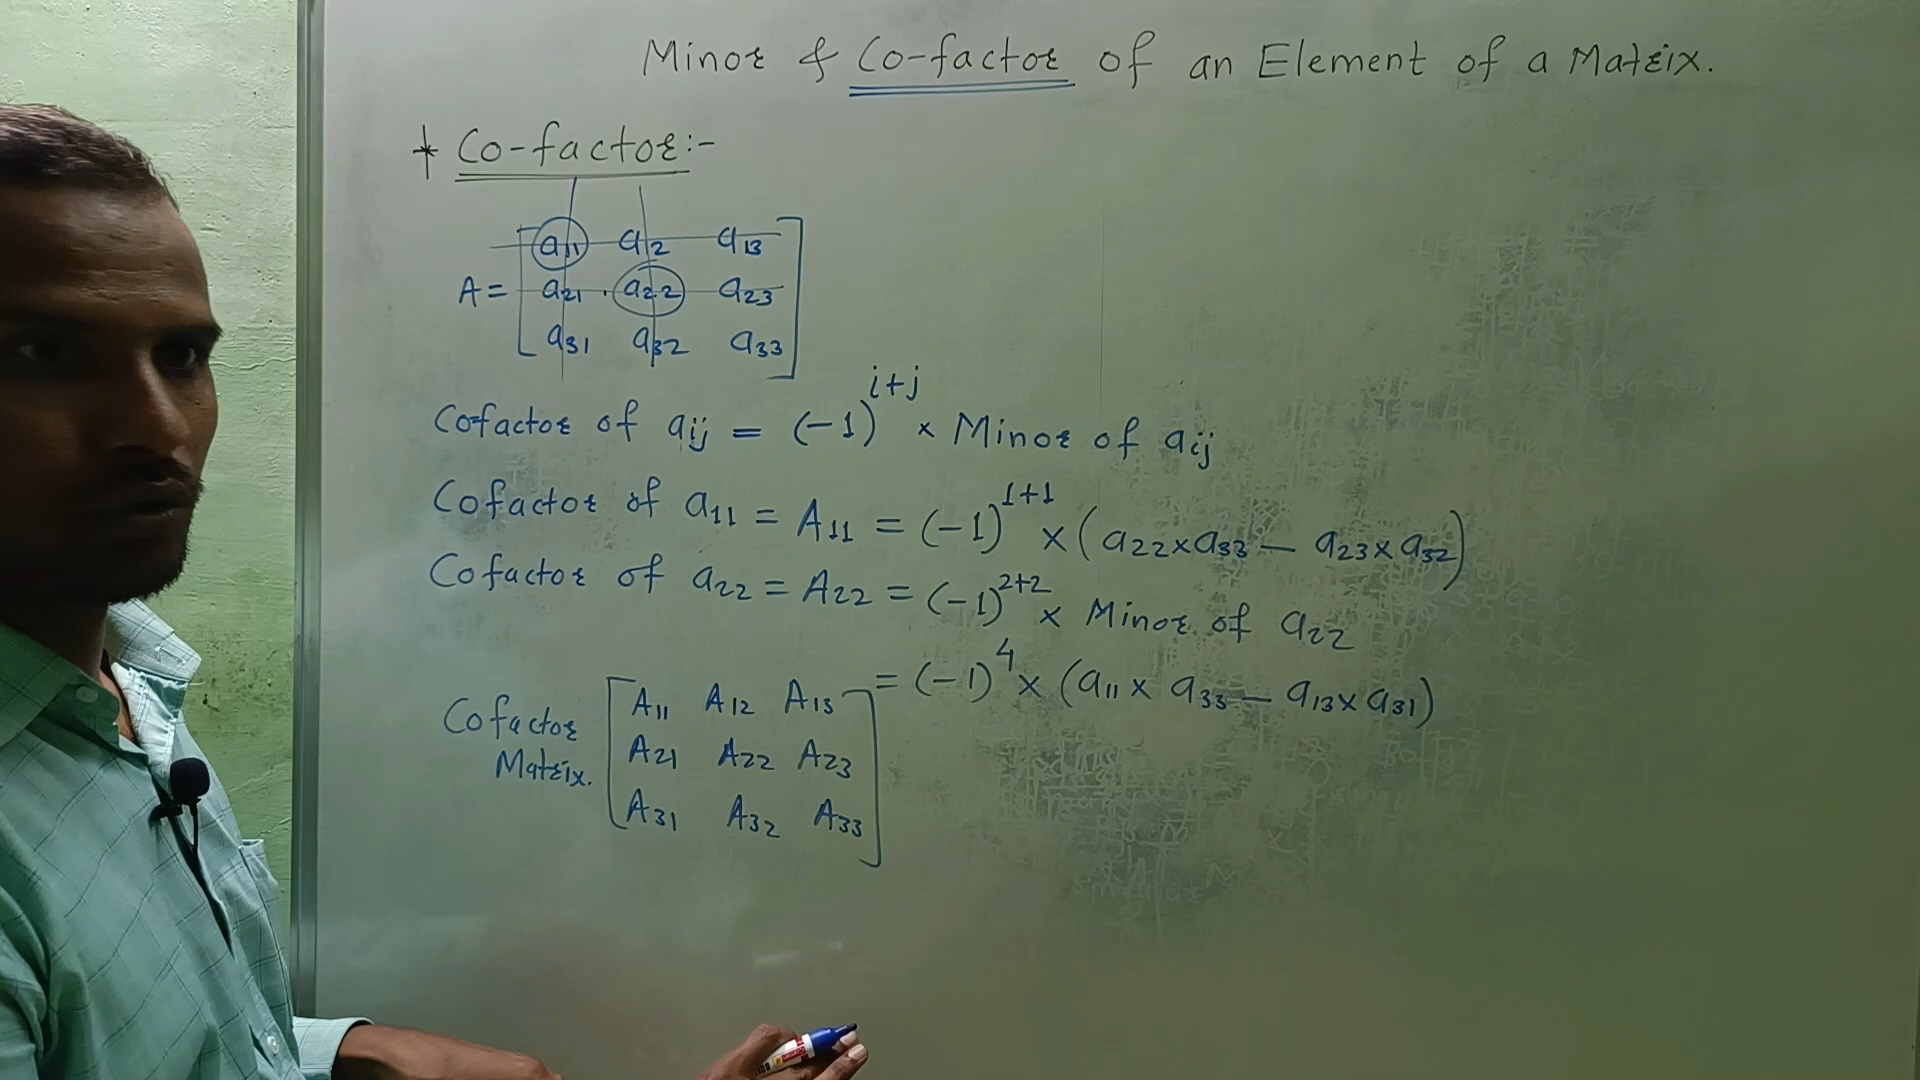 Minor & Co-factor of an Element of a Matrix.
* Co-factor:-
a11 a12 a13
A = a21 . a22 a23
a31 a32 a33
Cofactor of aij = (-1)^i+j × Minor of aij
Cofactor of a11 = A11 = (-1)^1+1 × (a22×a33 - a23×a32)
Cofactor of a22 = A22 = (-1)^2+2 × Minor of a22
= (-1)^4 × (a11 × a33 - a13×a31)
Cofactor Matrix.
A11 A12 A13
A21 A22 A23
A31 A32 A33